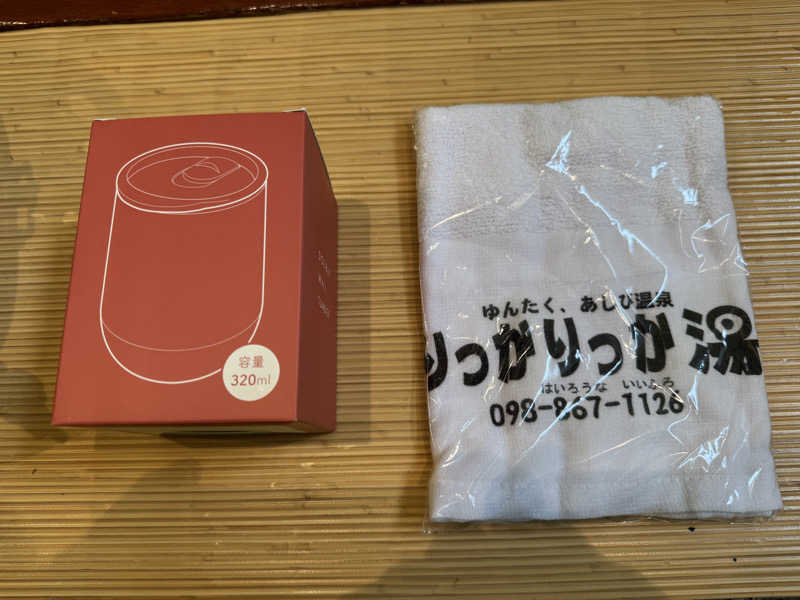 容量
320ml
ゆんたく、あしび温泉
りっかりっか湯
はいろうな いいふろ
098-867-1126